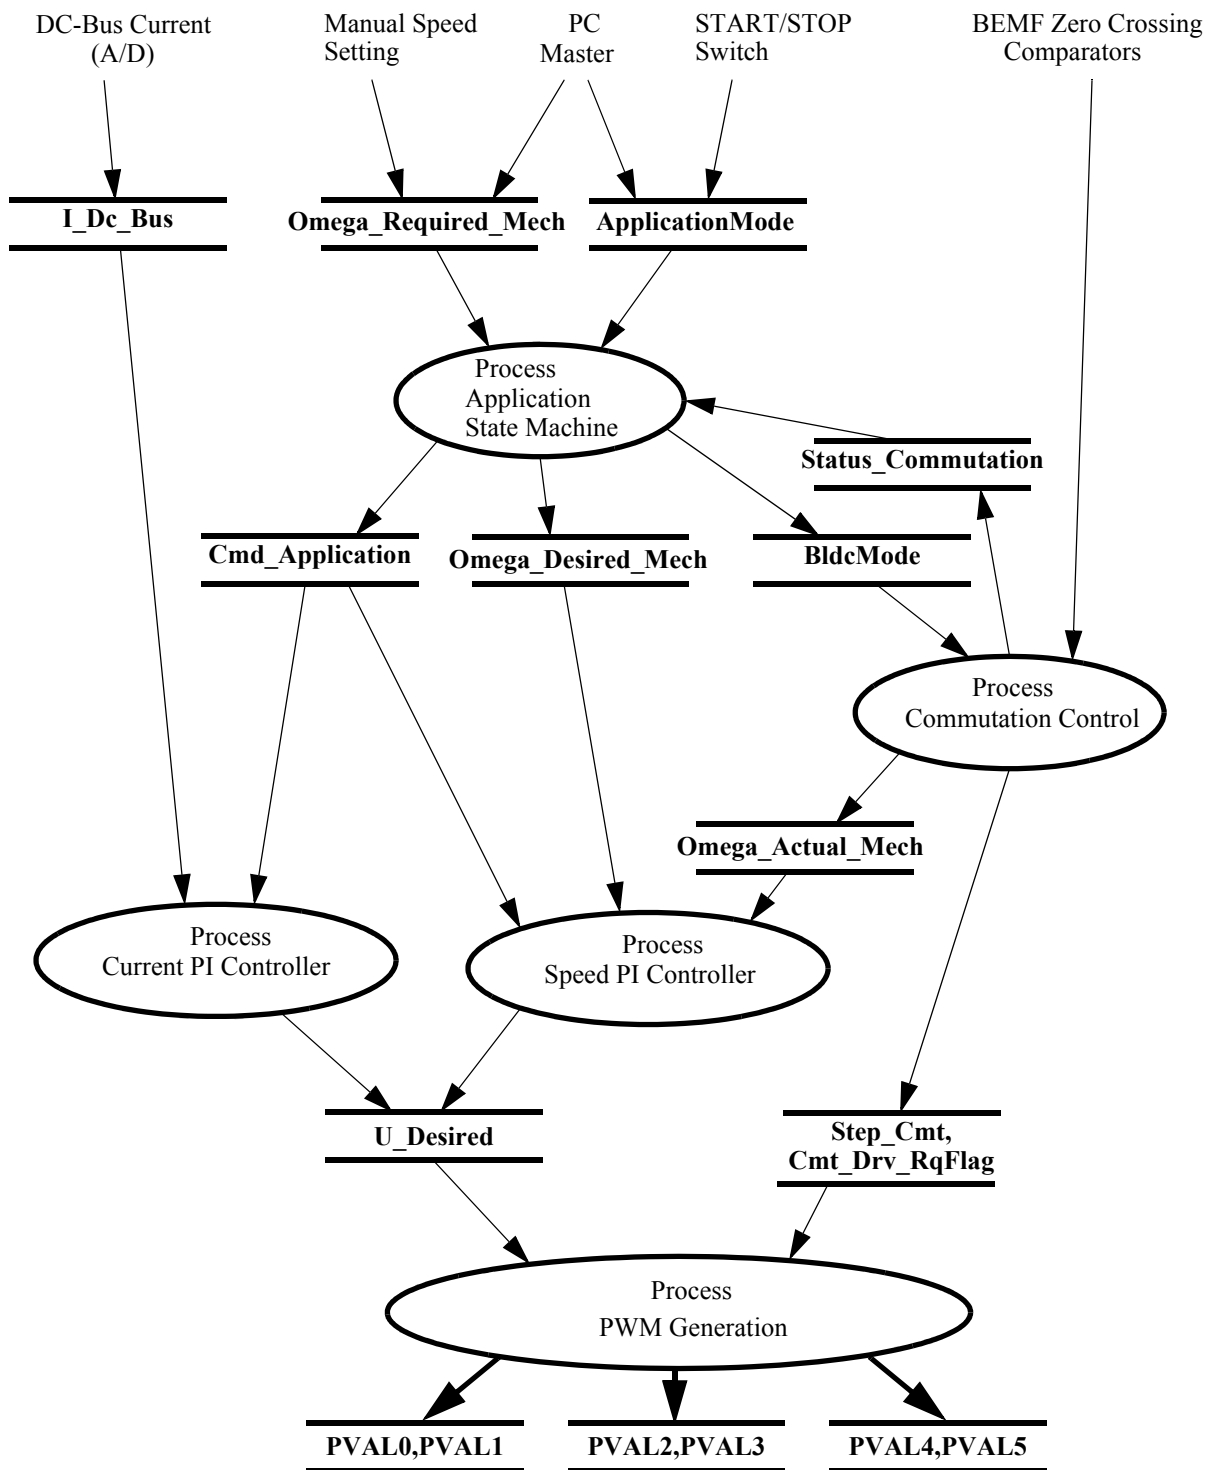 DC-Bus Current
(A/D)
Manual Speed
Setting
PC
Master
START/STOP
Switch
BEMF Zero Crossing
Comparators
I_Dc_Bus
Omega_Required_Mech
ApplicationMode
Process
Application
State Machine
Status_Commutation
Cmd_Application
Omega_Desired_Mech
BldcMode
Process
Commutation Control
Omega_Actual_Mech
Process
Current PI Controller
Process
Speed PI Controller
U_Desired
Step_Cmt,
Cmt_Drv_RqFlag
Process
PWM Generation
PVAL0,PVAL1
PVAL2,PVAL3
PVAL4,PVAL5